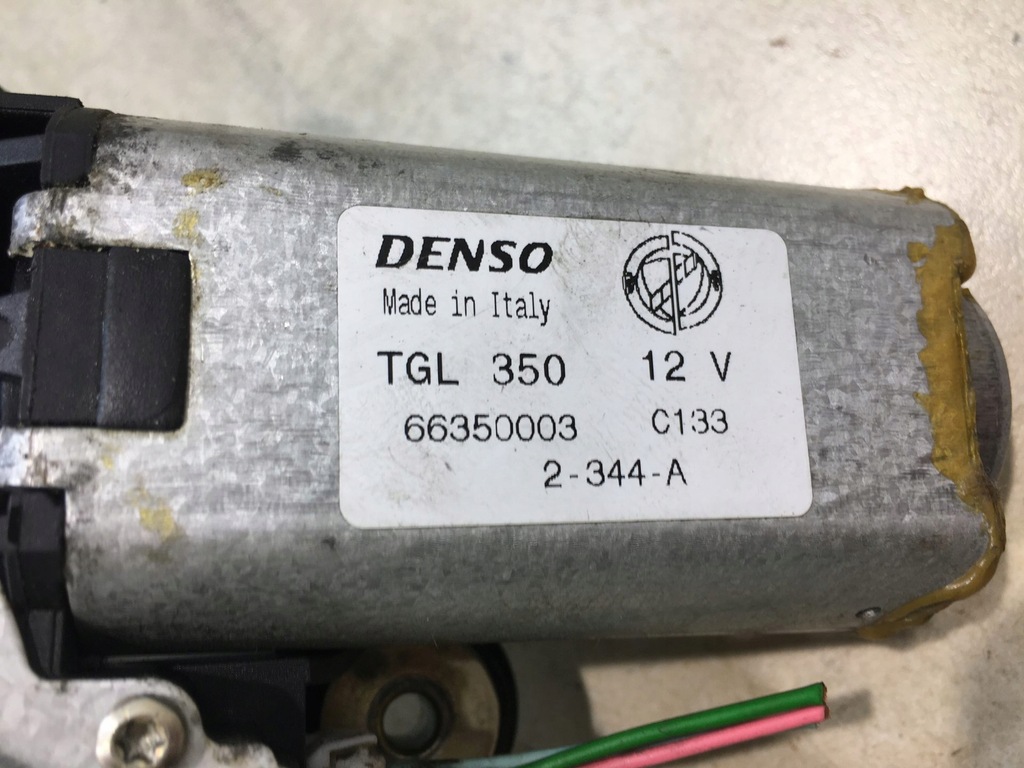 DENSO
Made in Italy
TGL 350 12 V
66350003 C133
2-344-A